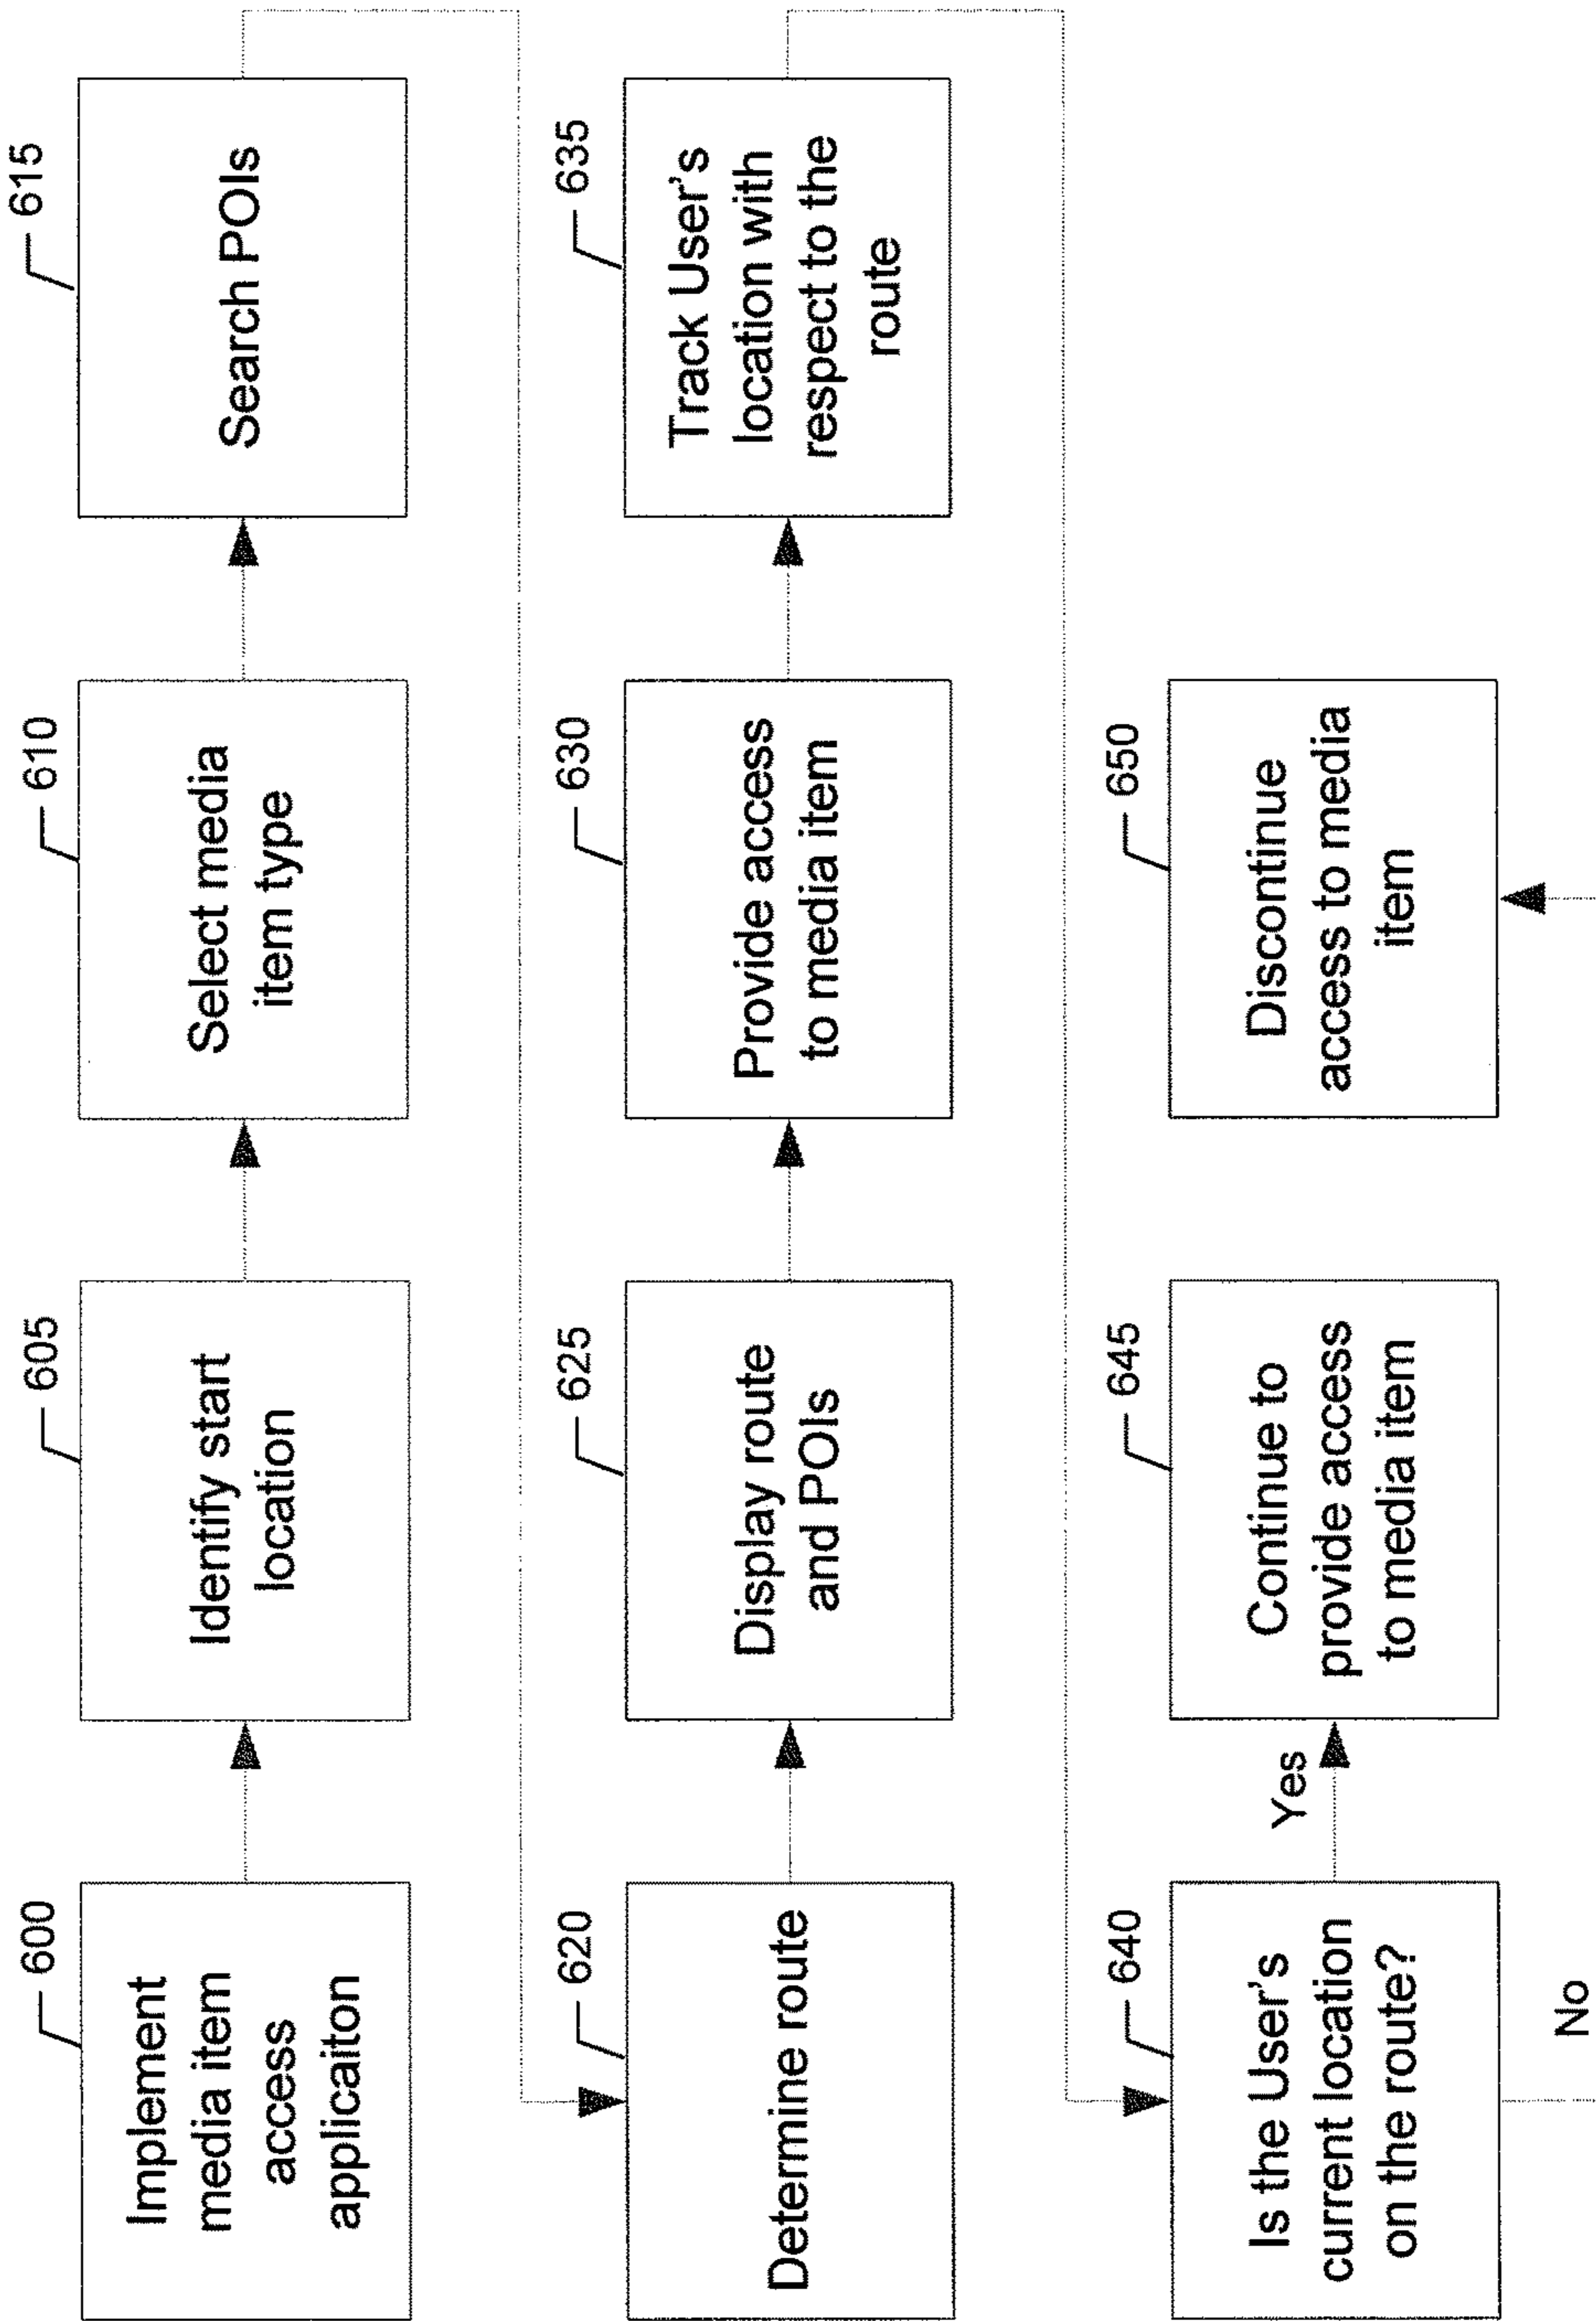 600
Implement
media item
access
applicaiton
605
Identify start
location
610
Select media
item type
615
Search POIs
620
Determine route
625
Display route
and POIs
630
Provide access
to media item
635
Track User's
location with
respect to the
route
640
Is the User's
current location
on the route?
Yes
No
645
Continue to
provide access
to media item
650
Discontinue
access to media
item